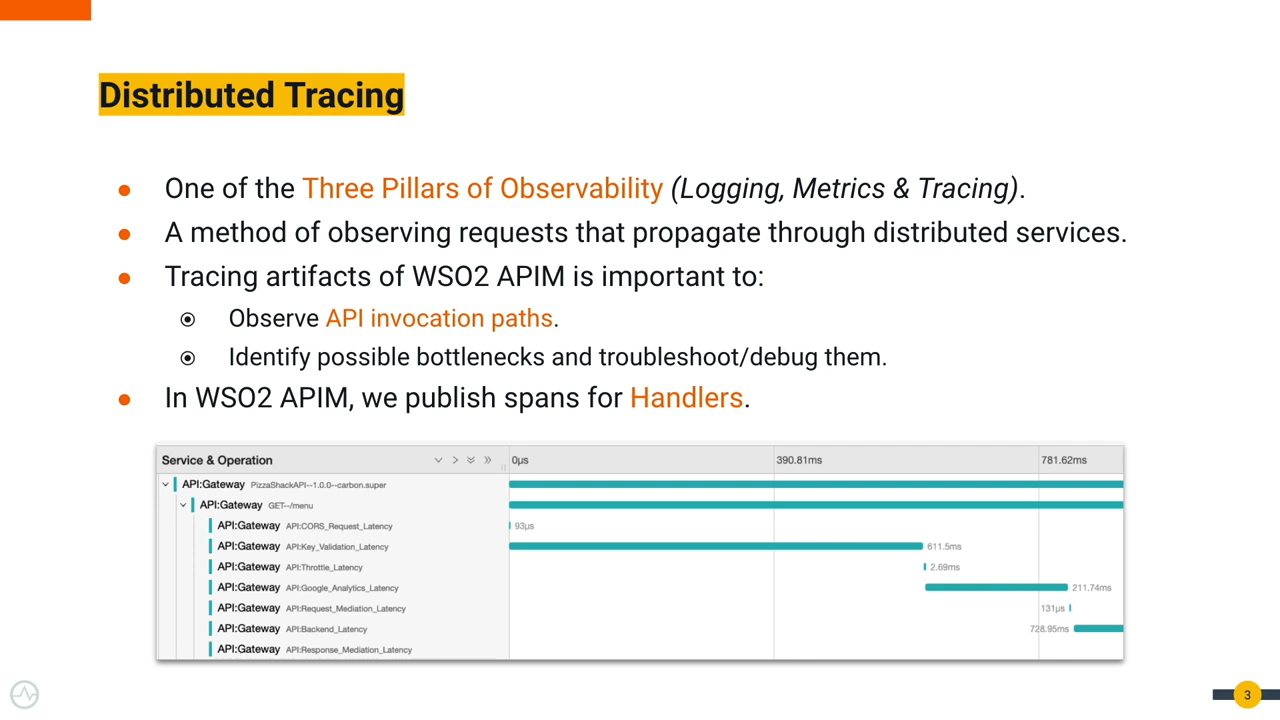 Distributed Tracing
One of the Three Pillars of Observability (Logging, Metrics & Tracing).
A method of observing requests that propagate through distributed services.
Tracing artifacts of WSO2 APIM is important to:
Observe API invocation paths.
Identify possible bottlenecks and troubleshoot/debug them.
In WSO2 APIM, we publish spans for Handlers.
Service & Operation 0μs 390.81ms 781.62ms
API:Gateway PizzaShackAPI--1.0.0--carbon.super
API:Gateway GET--/menu
API:Gateway API:CORS_Request_Latency 93μs
API:Gateway API:Key_Validation_Latency 611.5ms
API:Gateway API:Throttle_Latency 2.69ms
API:Gateway API:Google_Analytics_Latency 211.74ms
API:Gateway API:Request_Mediation_Latency 131μs
API:Gateway API:Backend_Latency 728.95ms
API:Gateway API:Response_Mediation_Latency
3